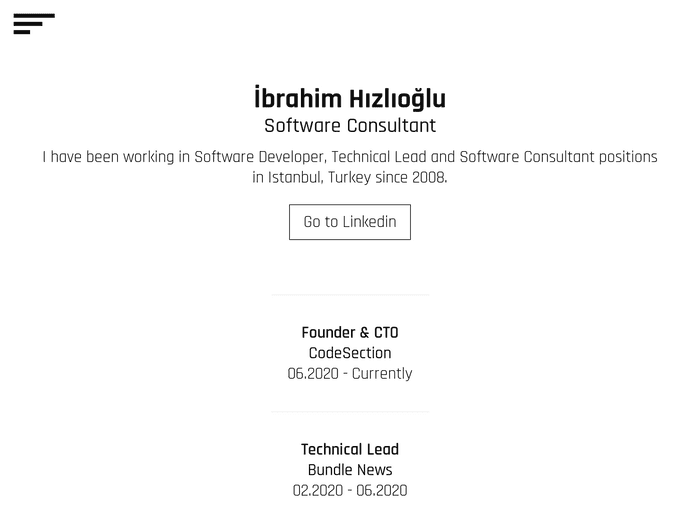 İbrahim Hızlıoğlu
Software Consultant
I have been working in Software Developer, Technical Lead and Software Consultant positions
in Istanbul, Turkey since 2008.
Go to Linkedin
Founder & CTO
CodeSection
06.2020 - Currently
Technical Lead
Bundle News
02.2020 - 06.2020